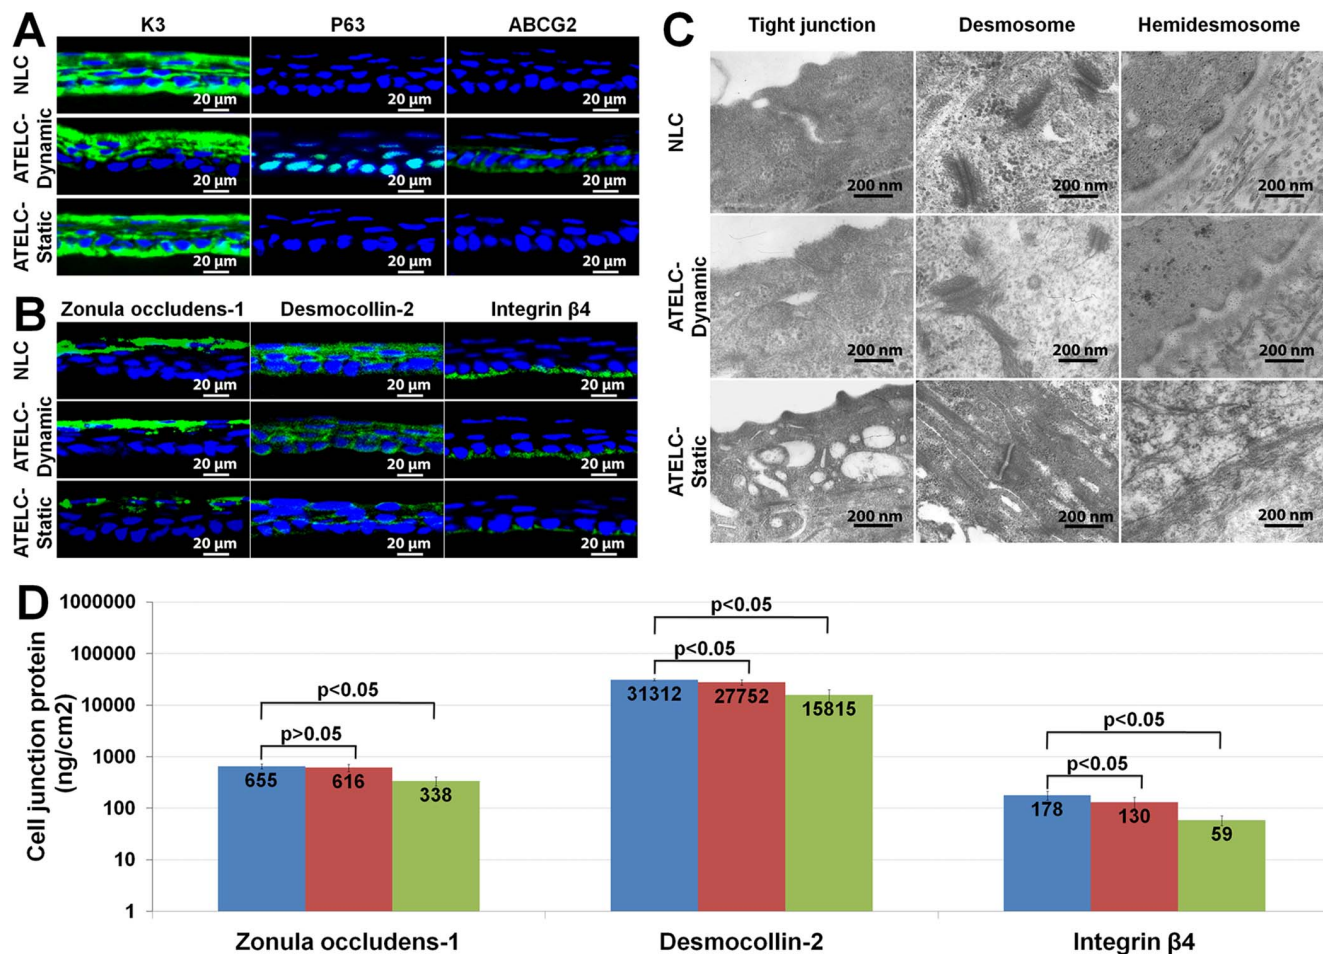 A
K3 P63 ABCG2
NLC
20 µm 20 µm 20 µm
ATELC-
Dynamic
20 µm 20 µm 20 µm
ATELC-
Static
20 µm 20 µm 20 µm
B
Zonula occludens-1 Desmocollin-2 Integrin β4
NLC
20 µm 20 µm 20 µm
ATELC-
Dynamic
20 µm 20 µm 20 µm
ATELC-
Static
20 µm 20 µm 20 µm
C
Tight junction Desmosome Hemidesmosome
NLC
200 nm 200 nm 200 nm
ATELC-
Dynamic
200 nm 200 nm 200 nm
ATELC-
Static
200 nm 200 nm 200 nm
D
Cell junction protein
(ng/cm2)
1000000
100000
10000
1000
100
10
1
p<0.05
p>0.05
655 616 338
p<0.05
p<0.05
31312 27752 15815
p<0.05
p<0.05
178 130 59
Zonula occludens-1 Desmocollin-2 Integrin β4